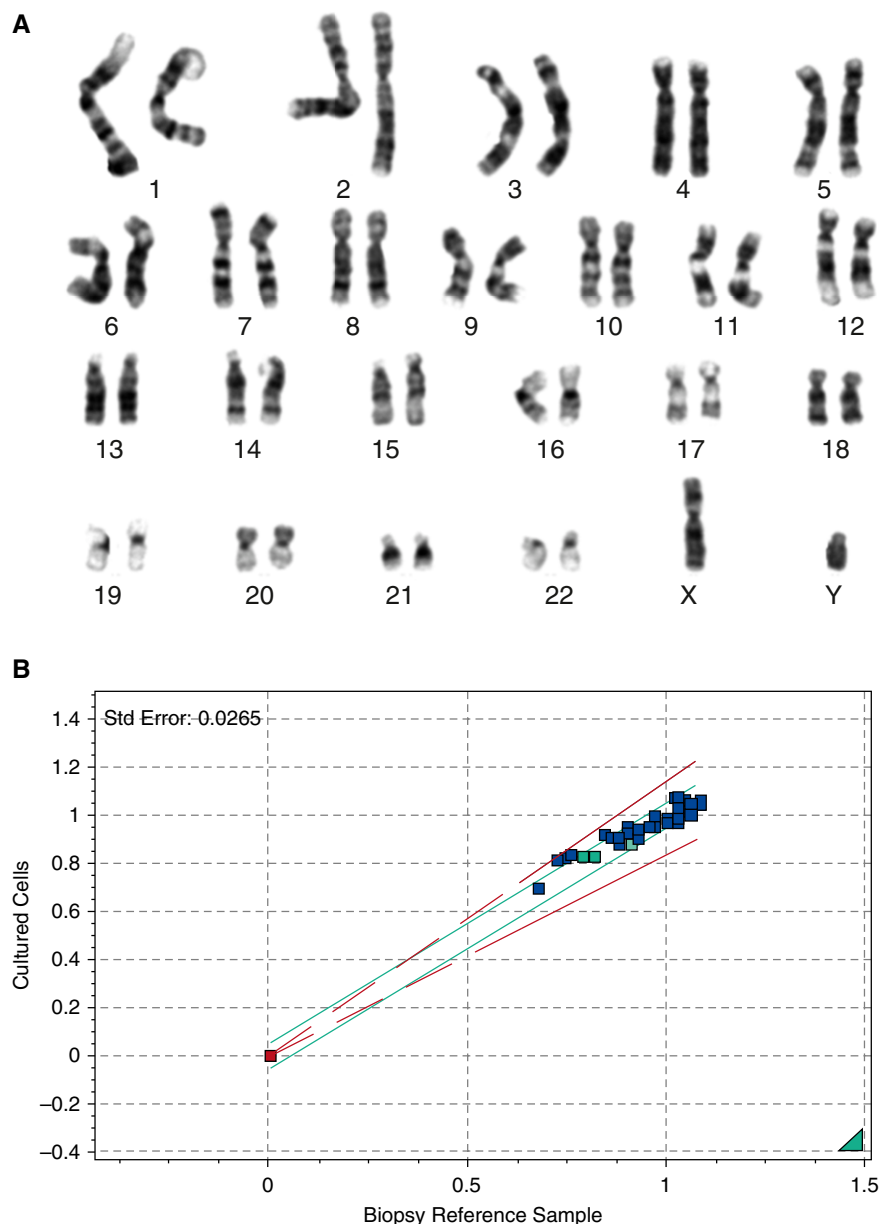 A
1 2 3 4 5
6 7 8 9 10 11 12
13 14 15 16 17 18
19 20 21 22 X Y
B
Std Error: 0.0265
1.4
1.2
1
0.8
0.6
0.4
0.2
0
–0.2
–0.4
Cultured Cells
0 0.5 1 1.5
Biopsy Reference Sample